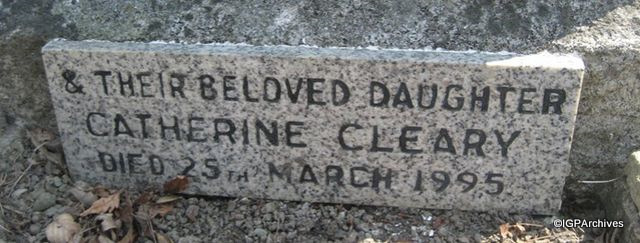 & THEIR BELOVED DAUGHTER
CATHERINE CLEARY
DIED 25TH MARCH 1995
©IGPArchives